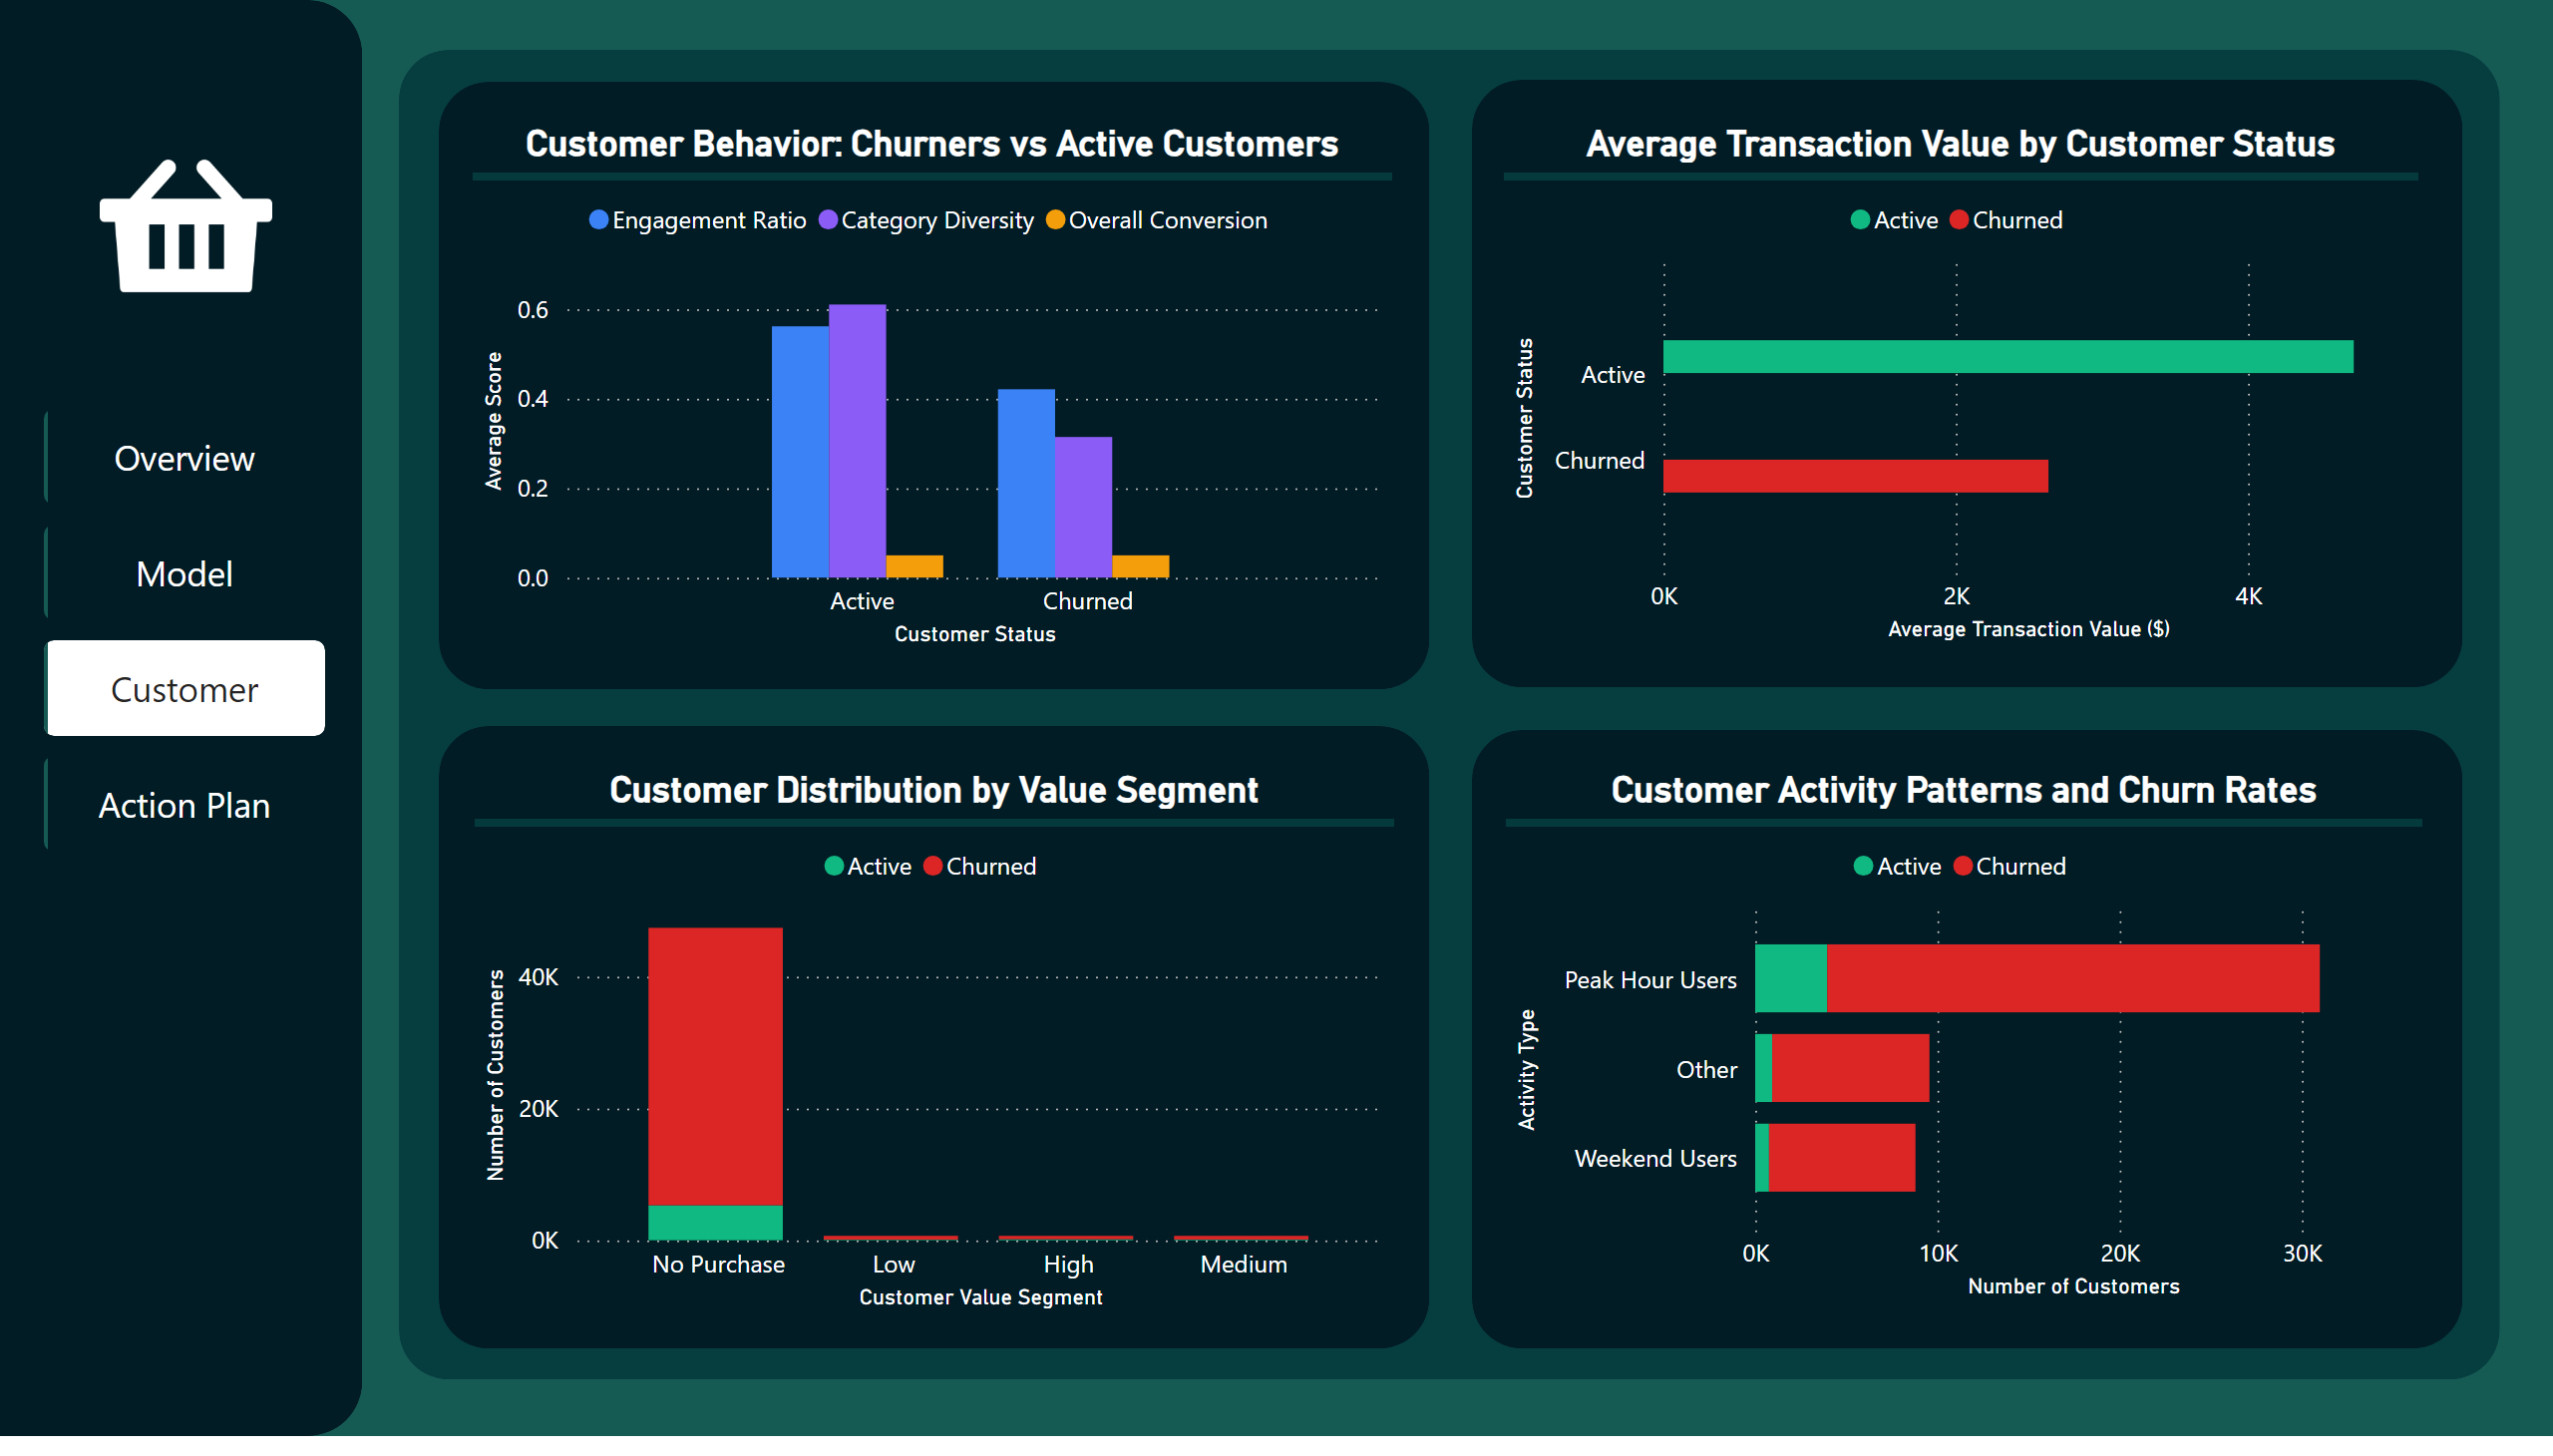 Overview
Model
Customer
Action Plan
Customer Behavior: Churners vs Active Customers
Engagement Ratio Category Diversity Overall Conversion
Average Score
0.6
0.4
0.2
0.0
Active Churned
Customer Status
Average Transaction Value by Customer Status
Active Churned
Customer Status
Active
Churned
0K 2K 4K
Average Transaction Value ($)
Customer Distribution by Value Segment
Active Churned
Number of Customers
40K
20K
0K
No Purchase Low High Medium
Customer Value Segment
Customer Activity Patterns and Churn Rates
Active Churned
Activity Type
Peak Hour Users
Other
Weekend Users
0K 10K 20K 30K
Number of Customers